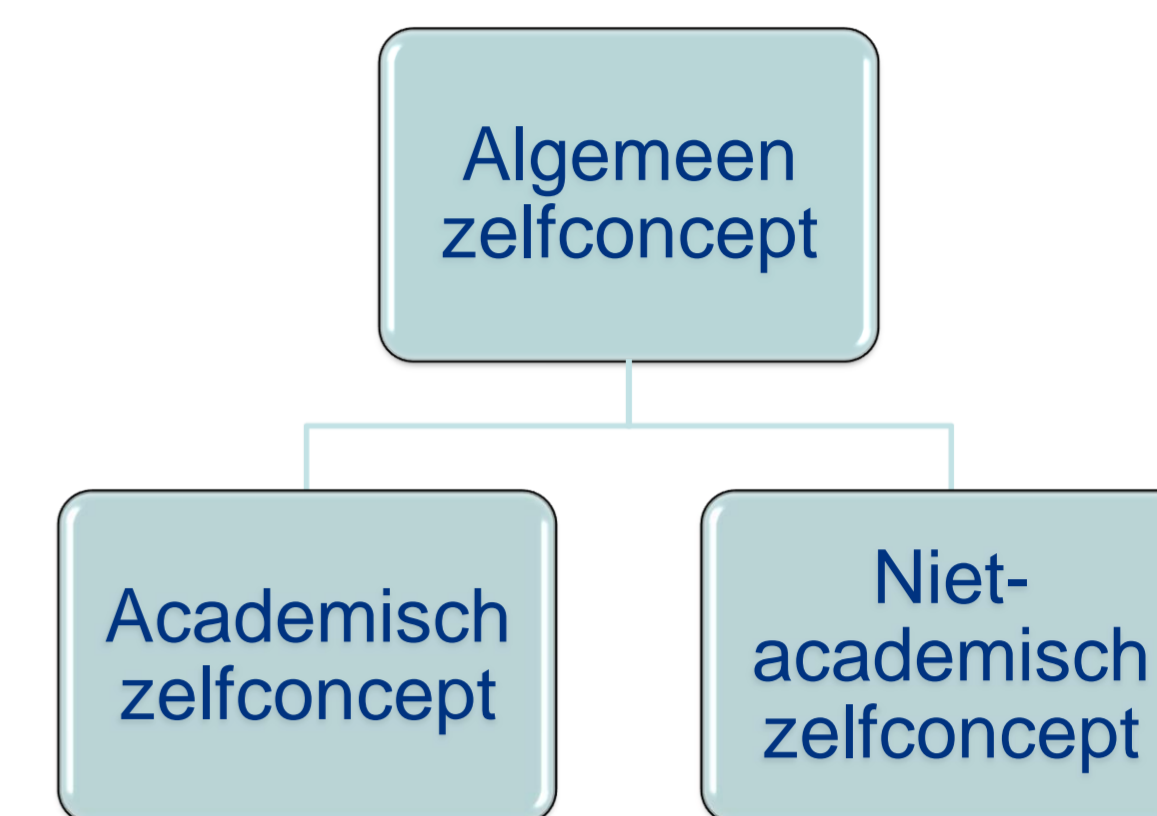 Algemeen
zelfconcept
Academisch
zelfconcept
Niet-
academisch
zelfconcept